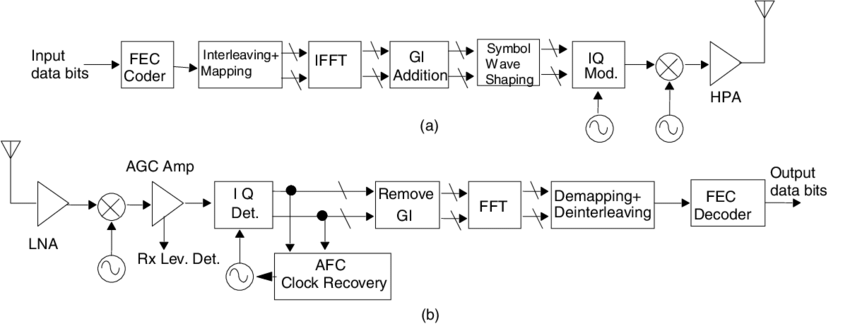 Input
data bits
FEC
Coder
Interleaving+
Mapping
IFFT
GI
Addition
Symbol
Wave
Shaping
IQ
Mod.
HPA
(a)
AGC Amp
LNA
Rx Lev. Det.
I Q
Det.
AFC
Clock Recovery
Remove
GI
FFT
Demapping+
Deinterleaving
FEC
Decoder
Output
data bits
(b)